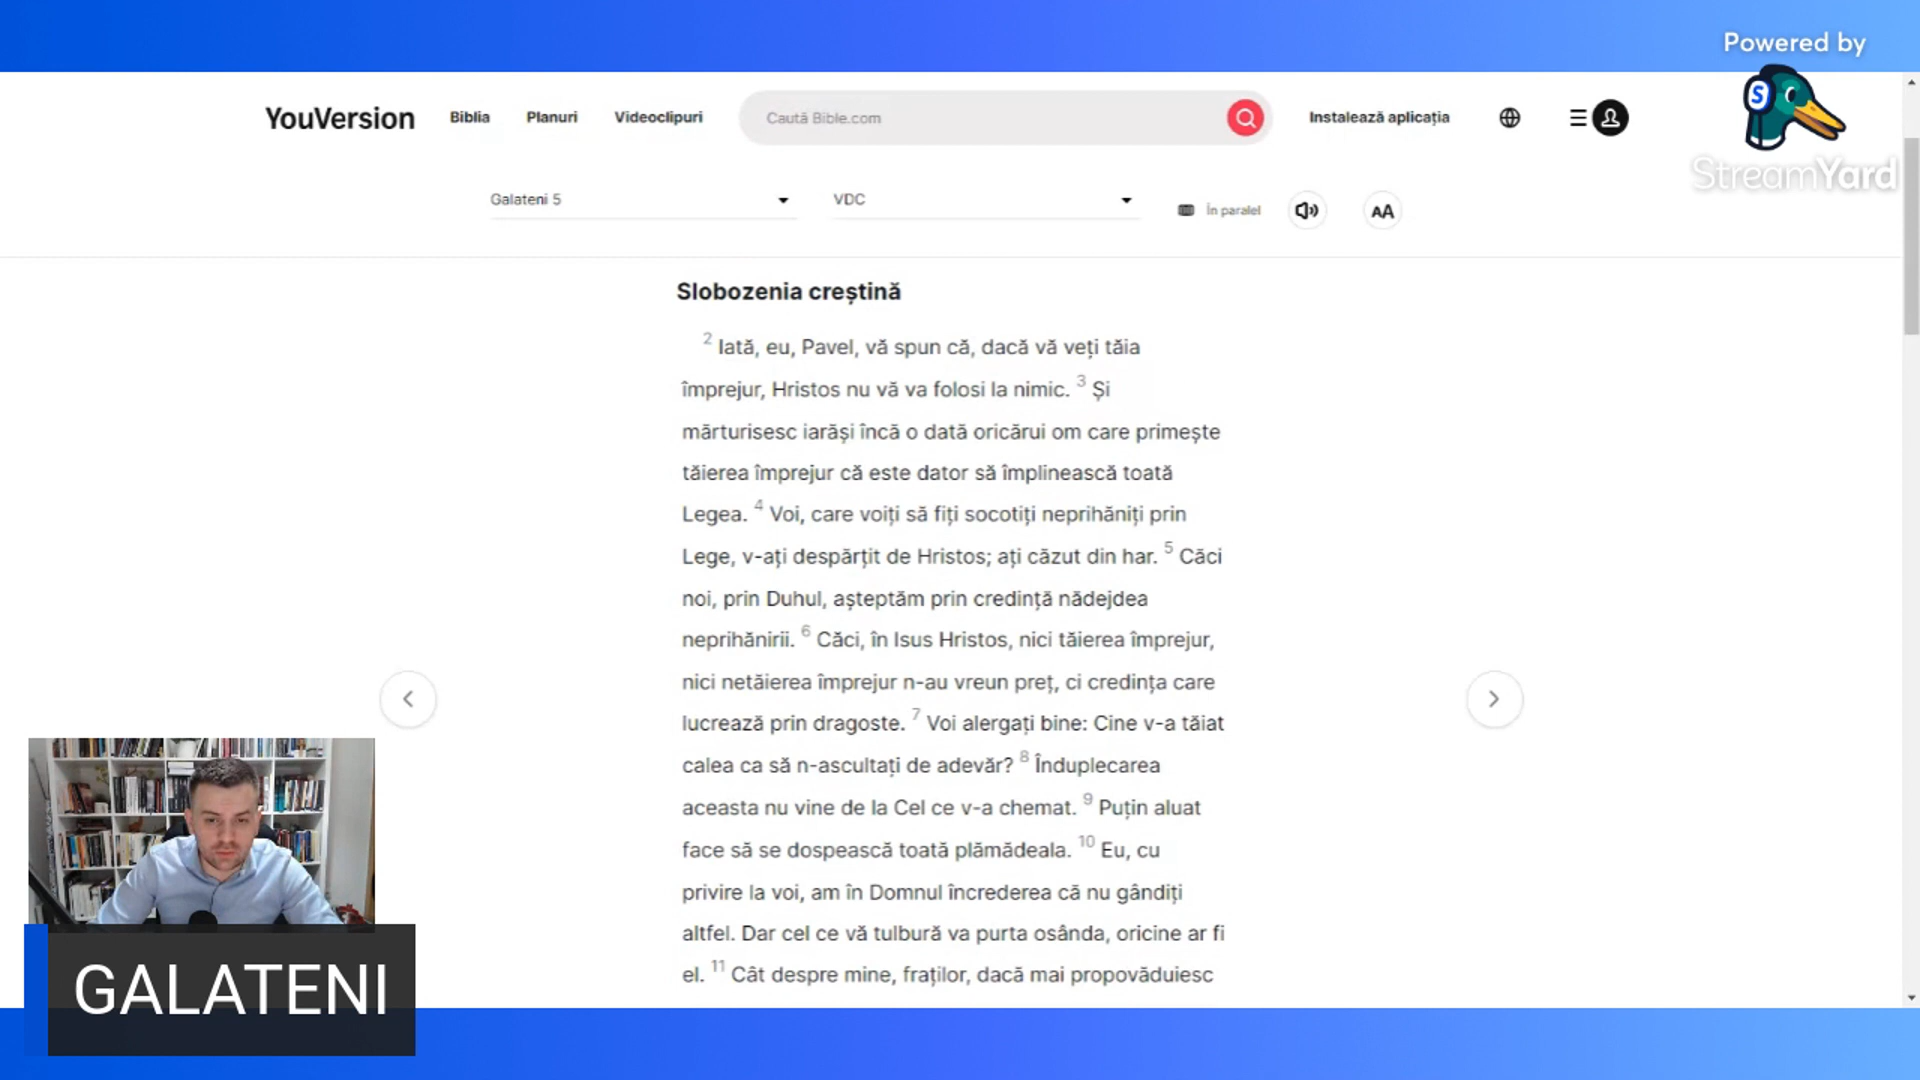 Powered by
StreamYard
YouVersion Biblia Planuri Videoclipuri Caută Bible.com Instalează aplicația
Galateni 5 VDC În paralel AA
Slobozenia creștină
2 Iată, eu, Pavel, vă spun că, dacă vă veți tăia
împrejur, Hristos nu vă va folosi la nimic. 3 Și
mărturisesc iarăși încă o dată oricărui om care primește
tăierea împrejur că este dator să împlinească toată
Legea. 4 Voi, care voiți să fiți socotiți neprihăniți prin
Lege, v-ați despărțit de Hristos; ați căzut din har. 5 Căci
noi, prin Duhul, așteptăm prin credință nădejdea
neprihănirii. 6 Căci, în Isus Hristos, nici tăierea împrejur,
nici netăierea împrejur n-au vreun preț, ci credința care
lucrează prin dragoste. 7 Voi alergați bine: Cine v-a tăiat
calea ca să n-ascultați de adevăr? 8 Înduplecarea
aceasta nu vine de la Cel ce v-a chemat. 9 Puțin aluat
face să se dospească toată plămădeala. 10 Eu, cu
privire la voi, am în Domnul încrederea că nu gândiți
altfel. Dar cel ce vă tulbură va purta osânda, oricine ar fi
el. 11 Cât despre mine, fraților, dacă mai propovăduiesc
GALATENI